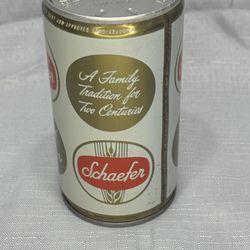 A Family
Tradition for
Two Centuries
Schaefer